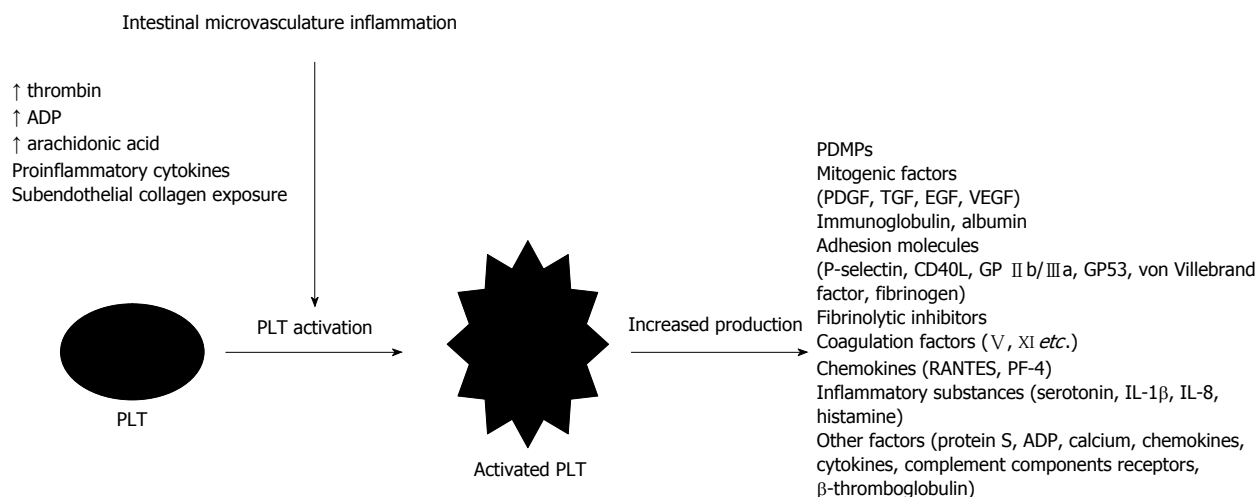 Intestinal microvasculature inflammation
↑ thrombin
↑ ADP
↑ arachidonic acid
Proinflammatory cytokines
Subendothelial collagen exposure
PLT activation
PLT
Activated PLT
Increased production
PDMPs
Mitogenic factors
(PDGF, TGF, EGF, VEGF)
Immunoglobulin, albumin
Adhesion molecules
(P-selectin, CD40L, GP Ⅱb/Ⅲa, GP53, von Villebrand
factor, fibrinogen)
Fibrinolytic inhibitors
Coagulation factors (Ⅴ, Ⅺ etc.)
Chemokines (RANTES, PF-4)
Inflammatory substances (serotonin, IL-1β, IL-8,
histamine)
Other factors (protein S, ADP, calcium, chemokines,
cytokines, complement components receptors,
β-thromboglobulin)